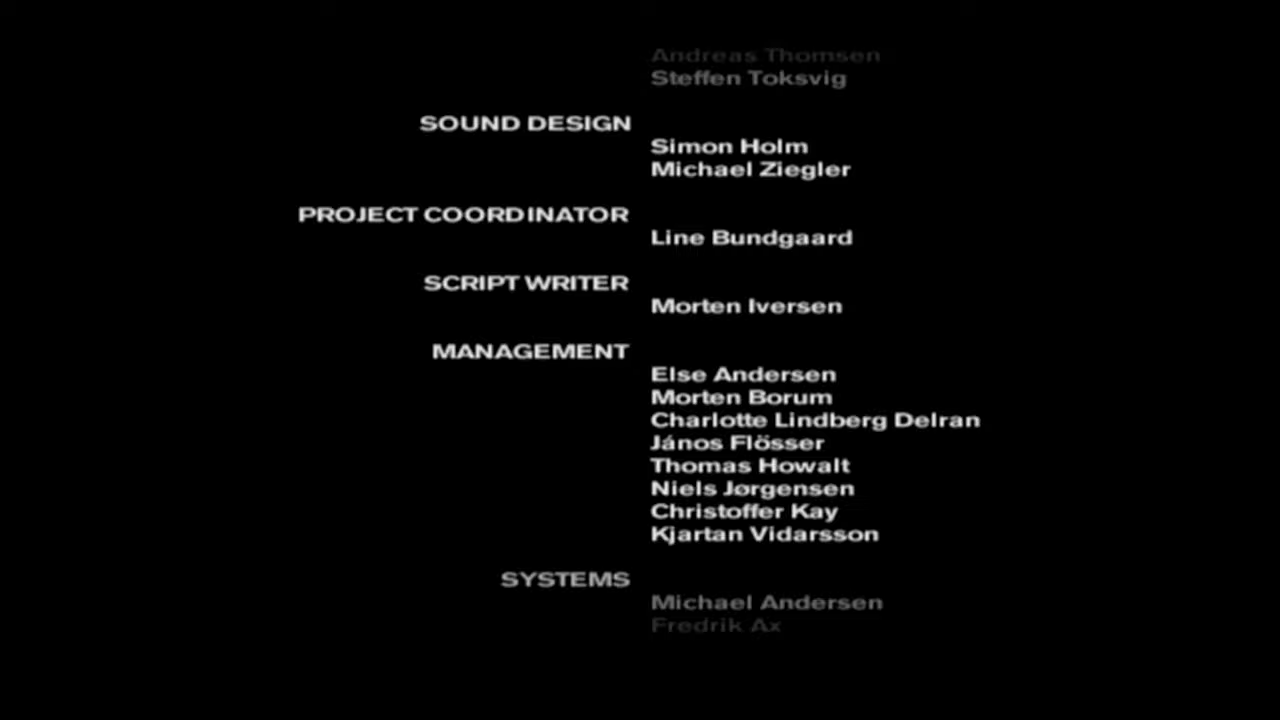 Andreas Thomsen
Steffen Toksvig
SOUND DESIGN
Simon Holm
Michael Ziegler
PROJECT COORDINATOR
Line Bundgaard
SCRIPT WRITER
Morten Iversen
MANAGEMENT
Else Andersen
Morten Borum
Charlotte Lindberg Delran
János Flösser
Thomas Howalt
Niels Jørgensen
Christoffer Kay
Kjartan Vidarsson
SYSTEMS
Michael Andersen
Fredrik Ax